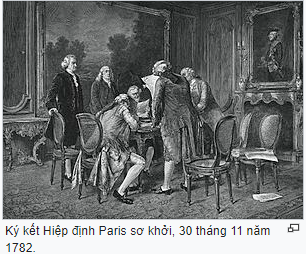 Ký kết Hiệp định Paris sơ khởi, 30 tháng 11 năm
1782.